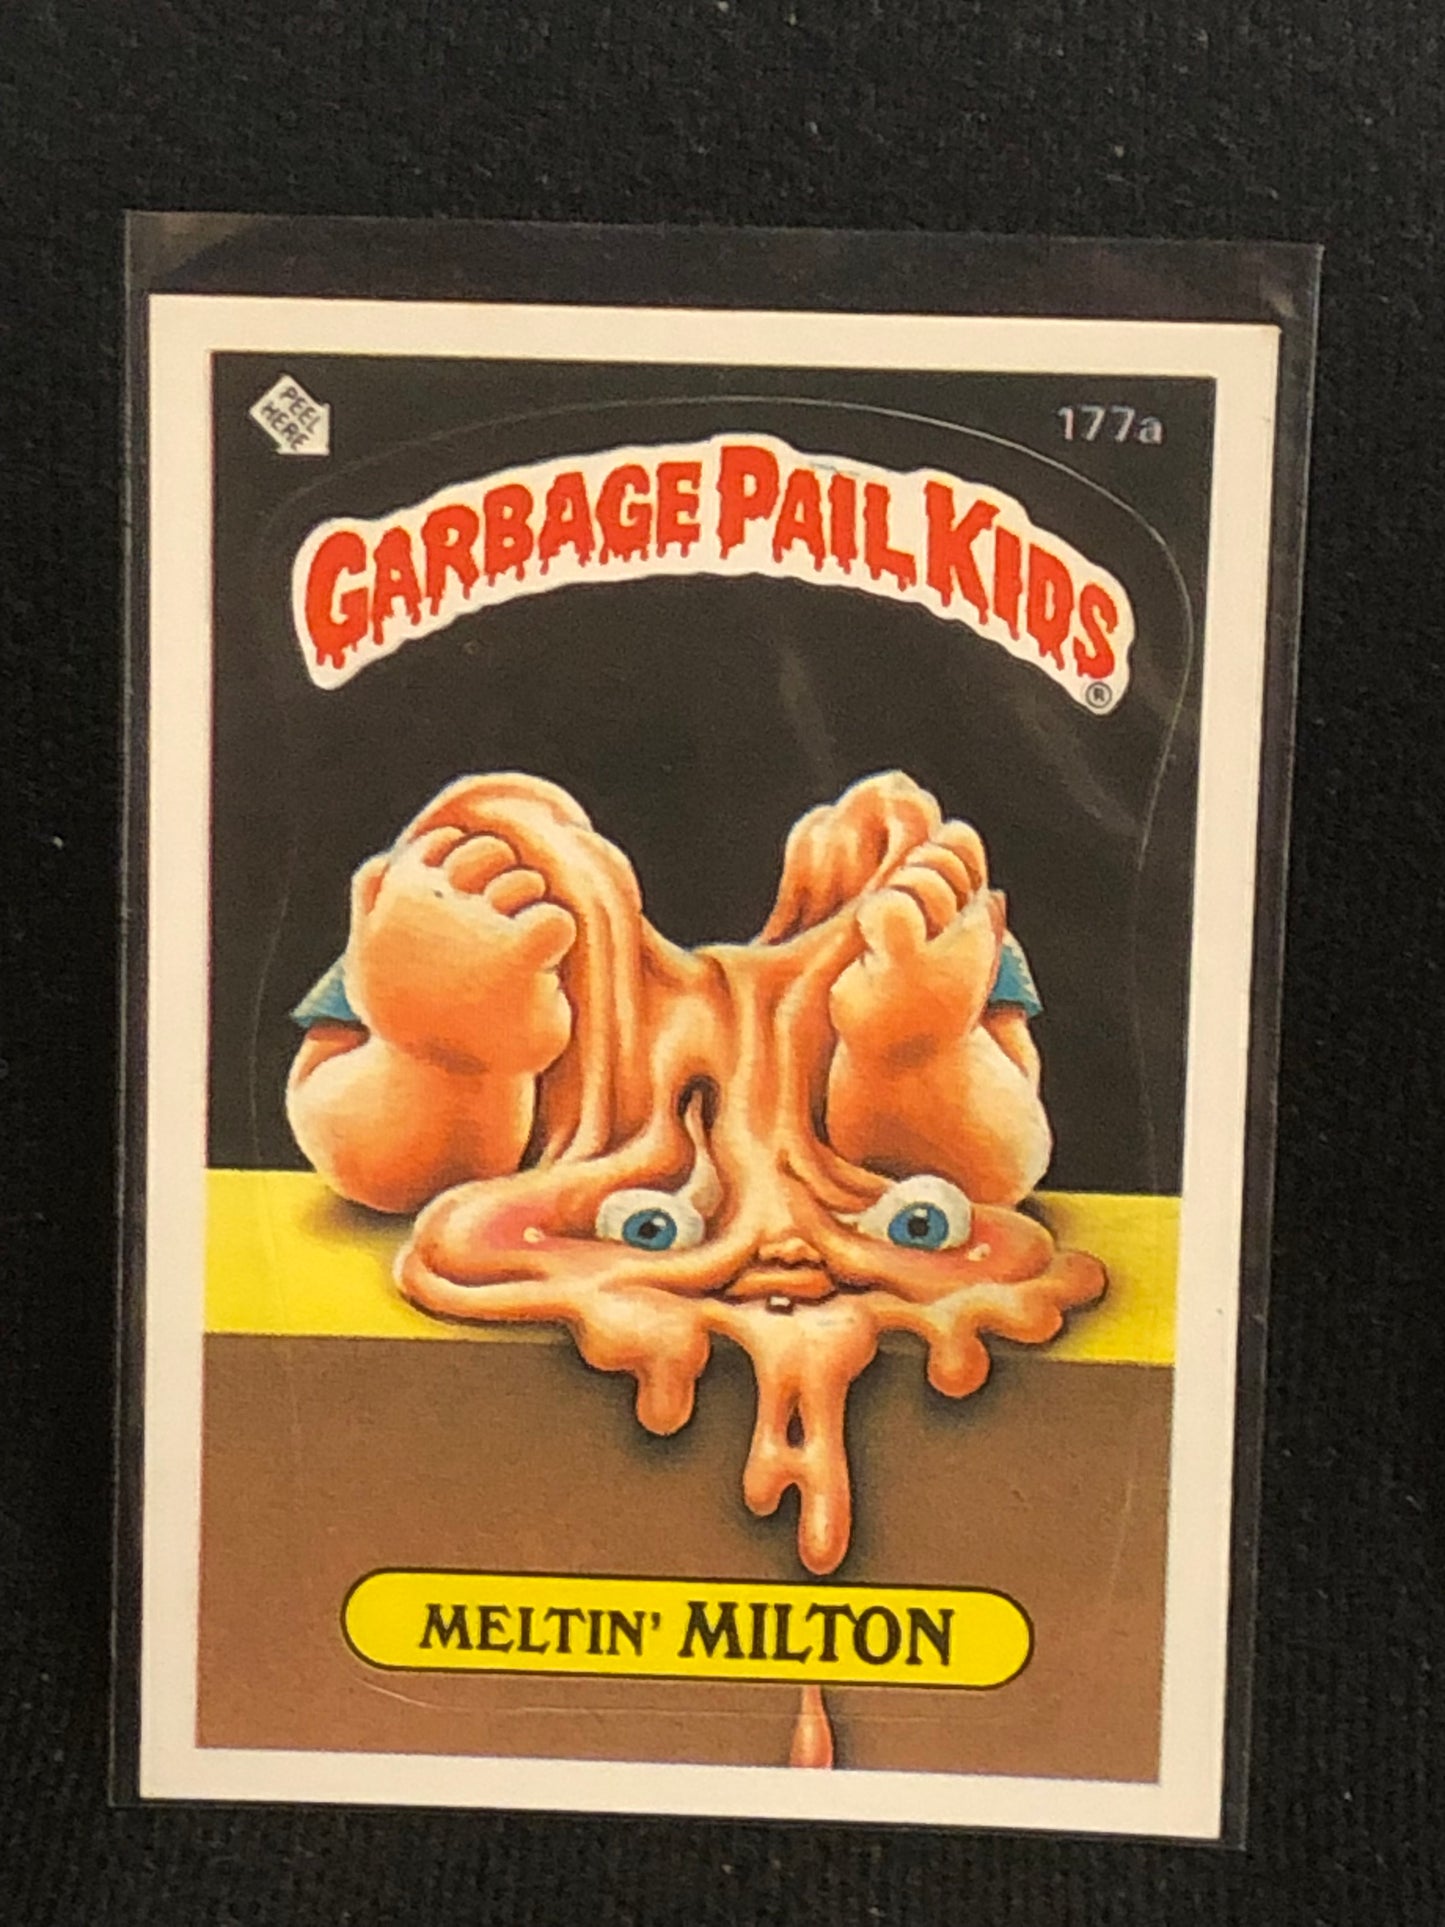 PEEL
HERE
177a
GARBAGE PAIL KIDS
®
MELTIN' MILTON